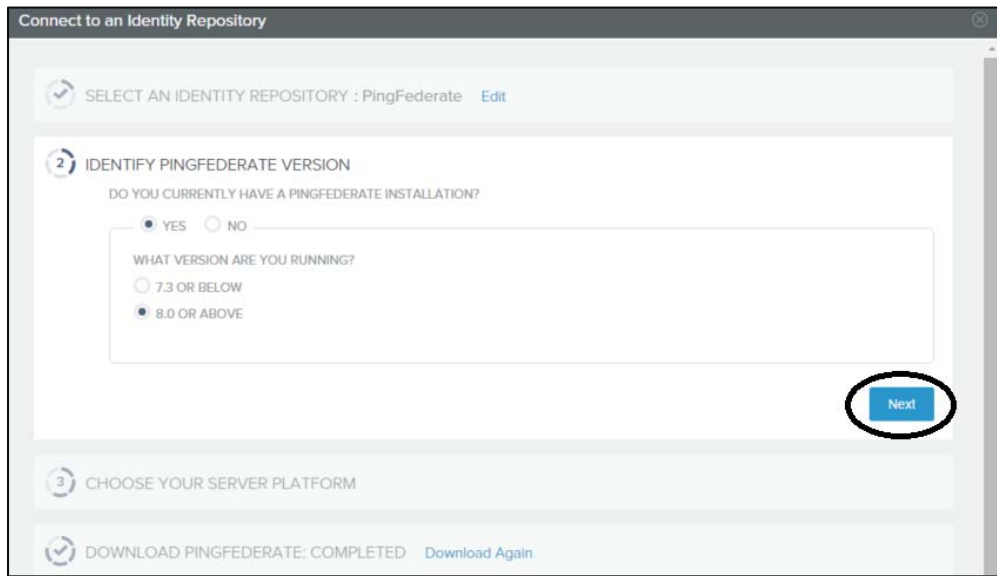 Connect to an Identity Repository
SELECT AN IDENTITY REPOSITORY : PingFederate Edit
2 IDENTIFY PINGFEDERATE VERSION
DO YOU CURRENTLY HAVE A PINGFEDERATE INSTALLATION?
YES NO
WHAT VERSION ARE YOU RUNNING?
7.3 OR BELOW
8.0 OR ABOVE
Next
3 CHOOSE YOUR SERVER PLATFORM
DOWNLOAD PINGFEDERATE: COMPLETED Download Again